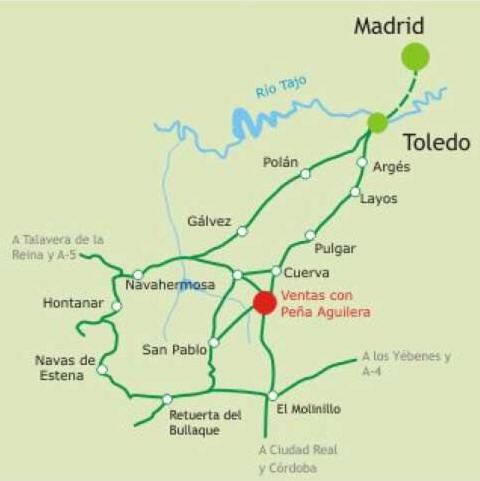 Madrid
Río Tajo
Toledo
Polán
Argés
Layos
Gálvez
A Talavera de la
Reina y A-5
Pulgar
Cuerva
Navahermosa
Ventas con
Peña Aguilera
Hontanar
San Pablo
Navas de
Estena
A los Yébenes y
A-4
Retuerta del
Bullaque
El Molinillo
A Ciudad Real
y Córdoba